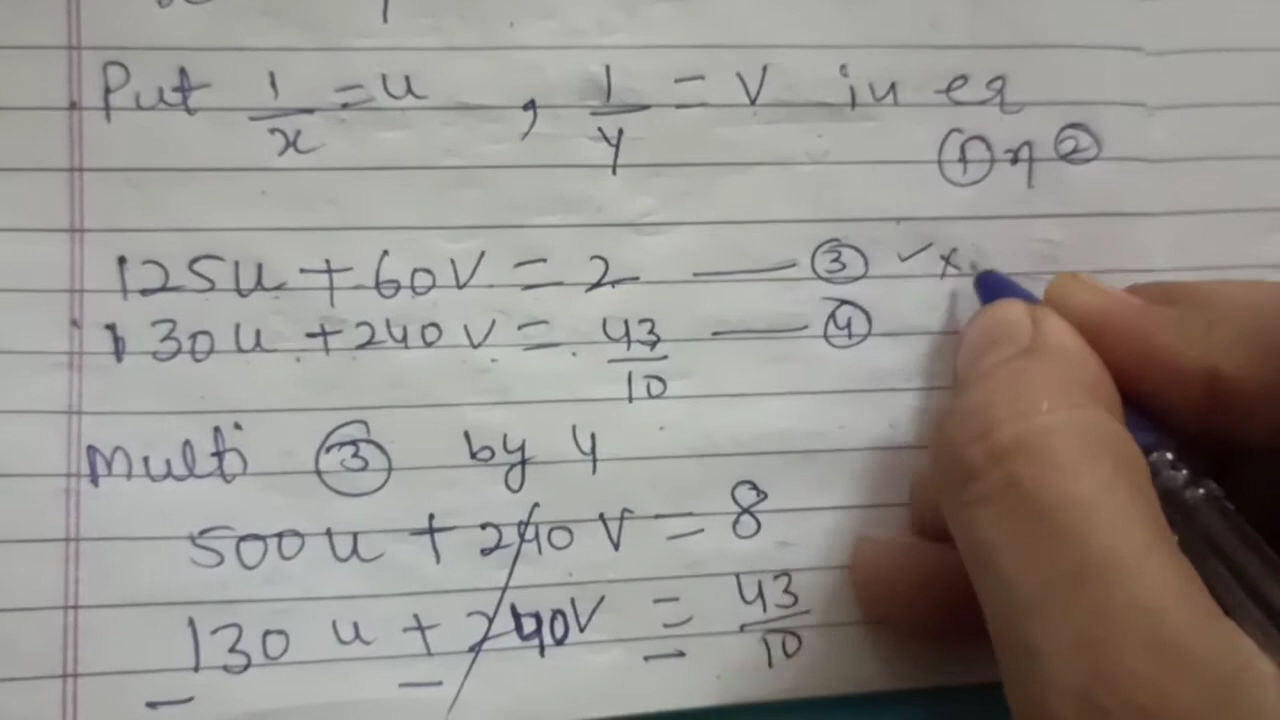 Put 1/x = u , 1/y = v in eq
① η ②
125u + 60v = 2 — ③ ✓ ×
130u + 240v = 43/10 — ④
Multi ③ by 4
500u + 240v = 8
130u + 240v = 43/10
− − −